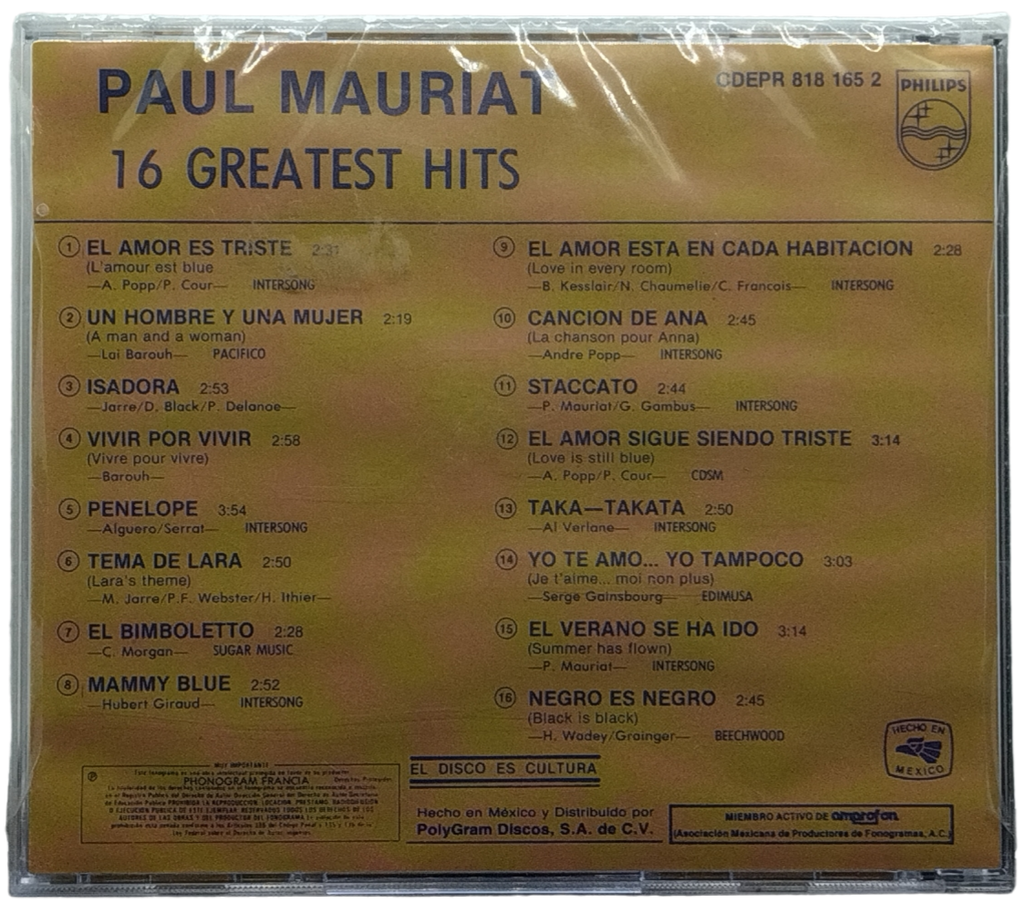 PAUL MAURIAT
16 GREATEST HITS
CDEPR 818 165 2
PHILIPS
1 EL AMOR ES TRISTE 2:31
(L'amour est blue
—A. Popp/P. Cour— INTERSONG
2 UN HOMBRE Y UNA MUJER 2:19
(A man and a woman)
—Lai Barouh— PACIFICO
3 ISADORA 2:53
—Jarre/D. Black/P. Delanoe—
4 VIVIR POR VIVIR 2:58
(Vivre pour vivre)
—Barouh—
5 PENELOPE 3:54
—Alguero/Serrat— INTERSONG
6 TEMA DE LARA 2:50
(Lara's theme)
—M. Jarre/P.F. Webster/H. Ithier—
7 EL BIMBOLETTO 2:28
—C. Morgan— SUGAR MUSIC
8 MAMMY BLUE 2:52
—Hubert Giraud— INTERSONG
9 EL AMOR ESTA EN CADA HABITACION 2:28
(Love in every room)
—B. Kesslair/N. Chaumelie/C. Francois— INTERSONG
10 CANCION DE ANA 2:45
(La chanson pour Anna)
—Andre Popp— INTERSONG
11 STACCATO 2:44
—P. Mauriat/G. Gambus— INTERSONG
12 EL AMOR SIGUE SIENDO TRISTE 3:14
(Love is still blue)
—A. Popp/P. Cour— CDSM
13 TAKA—TAKATA 2:50
—Al Verlane— INTERSONG
14 YO TE AMO... YO TAMPOCO 3:03
(Je t'aime... moi non plus)
—Serge Gainsbourg— EDIMUSA
15 EL VERANO SE HA IDO 3:14
(Summer has flown)
—P. Mauriat— INTERSONG
16 NEGRO ES NEGRO 2:45
(Black is black)
—H. Wadey/Grainger— BEECHWOOD
HECHO EN
MEXICO
MUY IMPORTANTE
PHONOGRAM FRANCIA
EL DISCO ES CULTURA
Hecho en México y Distribuido por
PolyGram Discos, S.A. de C.V.
MIEMBRO ACTIVO DE amprofon
(Asociación Mexicana de Productores de Fonogramas, A.C.)